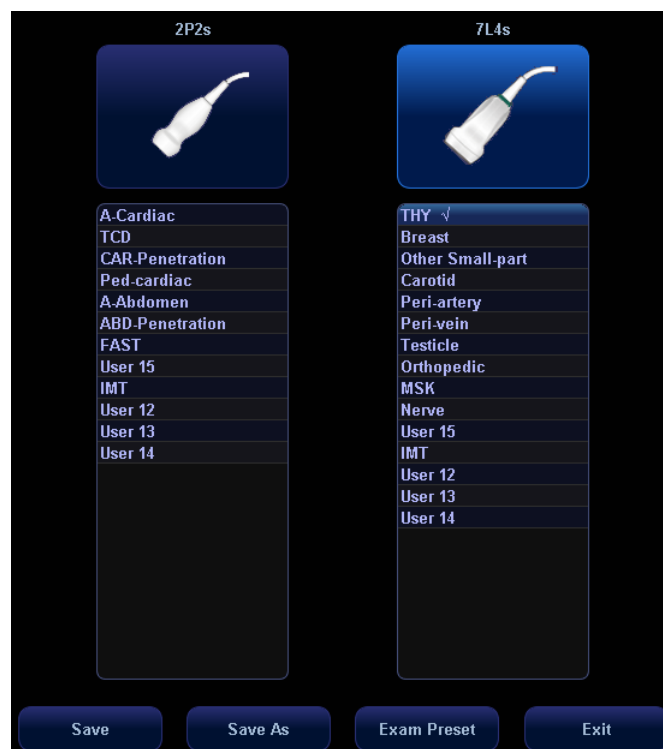 2P2s
A-Cardiac
TCD
CAR-Penetration
Ped-cardiac
A-Abdomen
ABD-Penetration
FAST
User 15
IMT
User 12
User 13
User 14
7L4s
THY √
Breast
Other Small-part
Carotid
Peri-artery
Peri-vein
Testicle
Orthopedic
MSK
Nerve
User 15
IMT
User 12
User 13
User 14
Save
Save As
Exam Preset
Exit